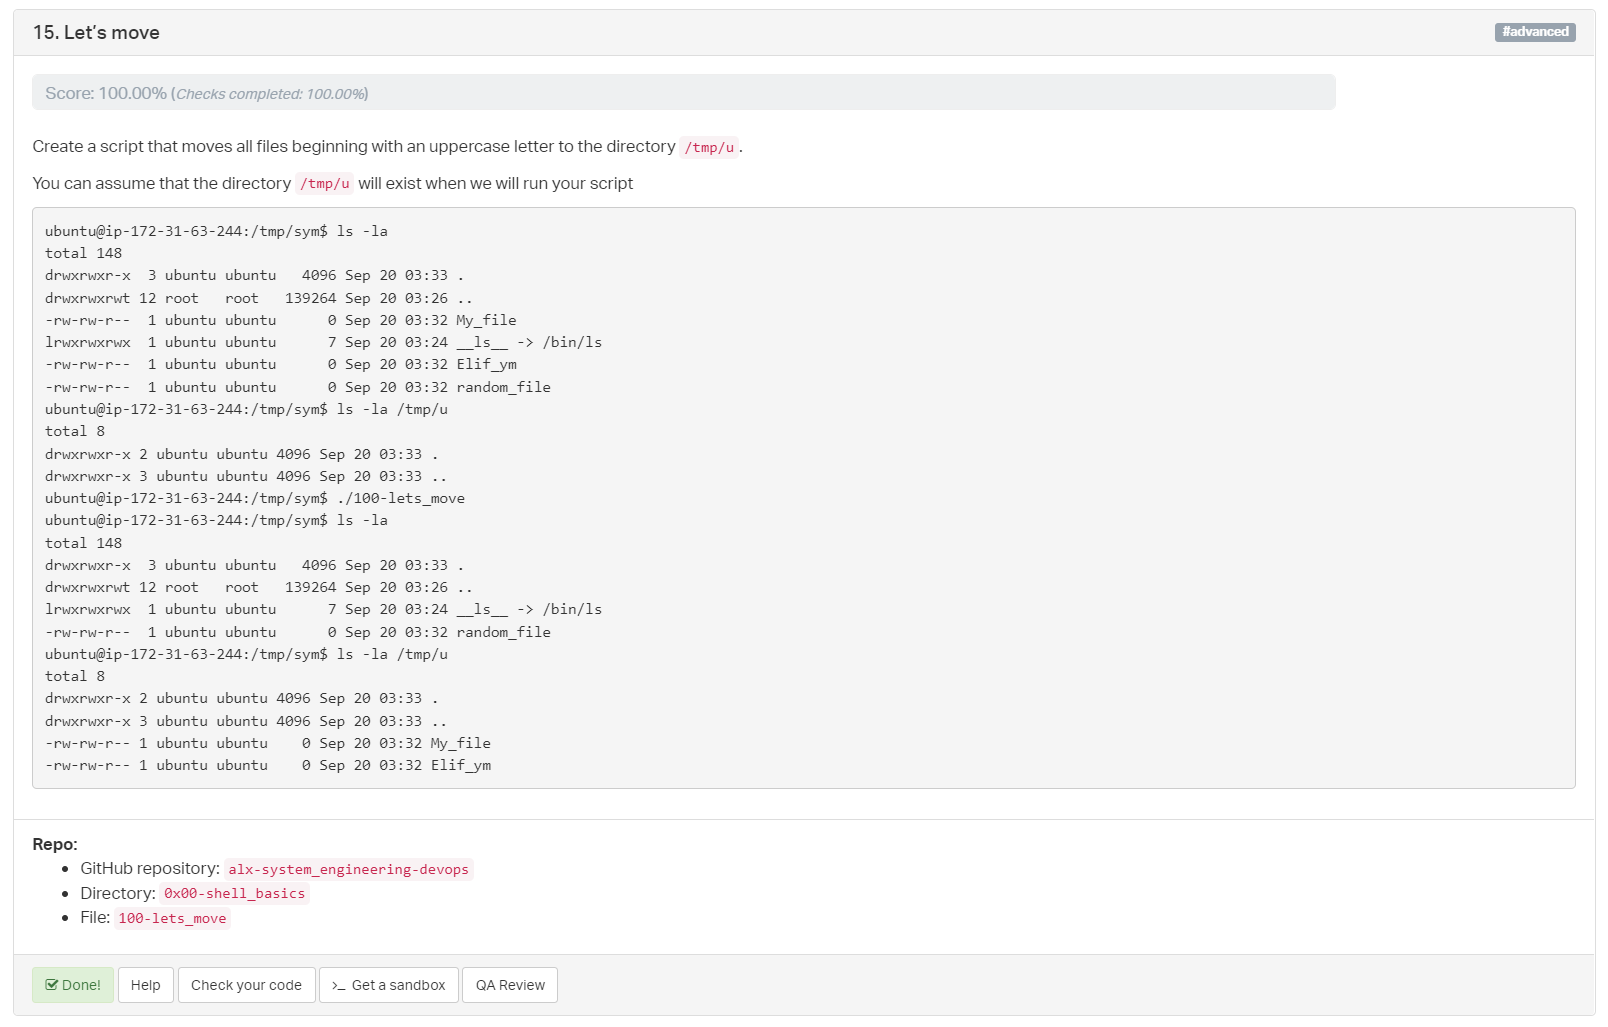 15. Let’s move
#advanced
Score: 100.00% (Checks completed: 100.00%)
Create a script that moves all files beginning with an uppercase letter to the directory /tmp/u .
You can assume that the directory /tmp/u will exist when we will run your script
ubuntu@ip-172-31-63-244:/tmp/sym$ ls -la
total 148
drwxrwxr-x  3 ubuntu ubuntu   4096 Sep 20 03:33 .
drwxrwxrwt 12 root   root   139264 Sep 20 03:26 ..
-rw-rw-r--  1 ubuntu ubuntu      0 Sep 20 03:32 My_file
lrwxrwxrwx  1 ubuntu ubuntu      7 Sep 20 03:24 __ls__ -> /bin/ls
-rw-rw-r--  1 ubuntu ubuntu      0 Sep 20 03:32 Elif_ym
-rw-rw-r--  1 ubuntu ubuntu      0 Sep 20 03:32 random_file
ubuntu@ip-172-31-63-244:/tmp/sym$ ls -la /tmp/u
total 8
drwxrwxr-x 2 ubuntu ubuntu 4096 Sep 20 03:33 .
drwxrwxr-x 3 ubuntu ubuntu 4096 Sep 20 03:33 ..
ubuntu@ip-172-31-63-244:/tmp/sym$ ./100-lets_move
ubuntu@ip-172-31-63-244:/tmp/sym$ ls -la
total 148
drwxrwxr-x  3 ubuntu ubuntu   4096 Sep 20 03:33 .
drwxrwxrwt 12 root   root   139264 Sep 20 03:26 ..
lrwxrwxrwx  1 ubuntu ubuntu      7 Sep 20 03:24 __ls__ -> /bin/ls
-rw-rw-r--  1 ubuntu ubuntu      0 Sep 20 03:32 random_file
ubuntu@ip-172-31-63-244:/tmp/sym$ ls -la /tmp/u
total 8
drwxrwxr-x 2 ubuntu ubuntu 4096 Sep 20 03:33 .
drwxrwxr-x 3 ubuntu ubuntu 4096 Sep 20 03:33 ..
-rw-rw-r-- 1 ubuntu ubuntu    0 Sep 20 03:32 My_file
-rw-rw-r-- 1 ubuntu ubuntu    0 Sep 20 03:32 Elif_ym
Repo:
• GitHub repository: alx-system_engineering-devops
• Directory: 0x00-shell_basics
• File: 100-lets_move
Done!
Help
Check your code
>_ Get a sandbox
QA Review